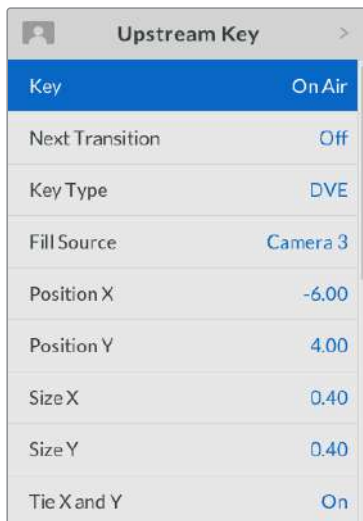 Upstream Key
Key On Air
Next Transition Off
Key Type DVE
Fill Source Camera 3
Position X -6.00
Position Y 4.00
Size X 0.40
Size Y 0.40
Tie X and Y On